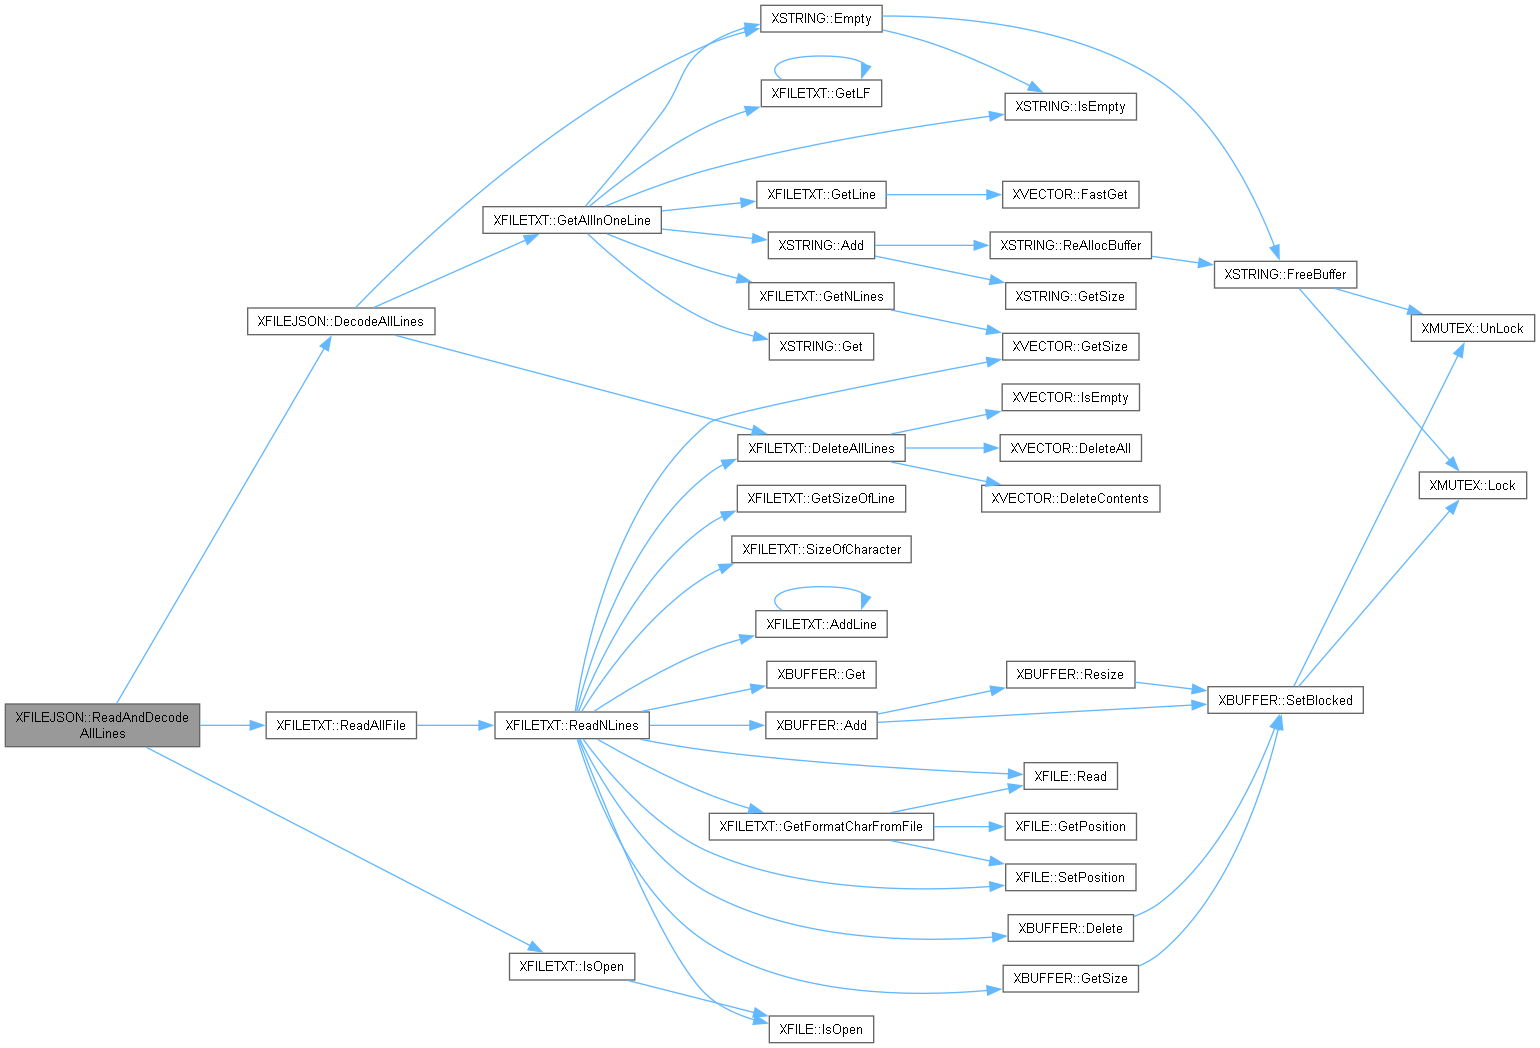 XSTRING::Empty
XFILETXT::GetLF
XSTRING::IsEmpty
XFILETXT::GetLine
XVECTOR::FastGet
XFILETXT::GetAllInOneLine
XSTRING::Add
XSTRING::ReAllocBuffer
XSTRING::FreeBuffer
XFILETXT::GetNLines
XSTRING::GetSize
XFILEJSON::DecodeAllLines
XMUTEX::UnLock
XSTRING::Get
XVECTOR::GetSize
XVECTOR::IsEmpty
XFILETXT::DeleteAllLines
XVECTOR::DeleteAll
XMUTEX::Lock
XFILETXT::GetSizeOfLine
XVECTOR::DeleteContents
XFILETXT::SizeOfCharacter
XFILETXT::AddLine
XBUFFER::Get
XBUFFER::Resize
XBUFFER::SetBlocked
XFILEJSON::ReadAndDecode
AllLines
XFILETXT::ReadAllFile
XFILETXT::ReadNLines
XBUFFER::Add
XFILE::Read
XFILETXT::GetFormatCharFromFile
XFILE::GetPosition
XFILE::SetPosition
XBUFFER::Delete
XFILETXT::IsOpen
XBUFFER::GetSize
XFILE::IsOpen